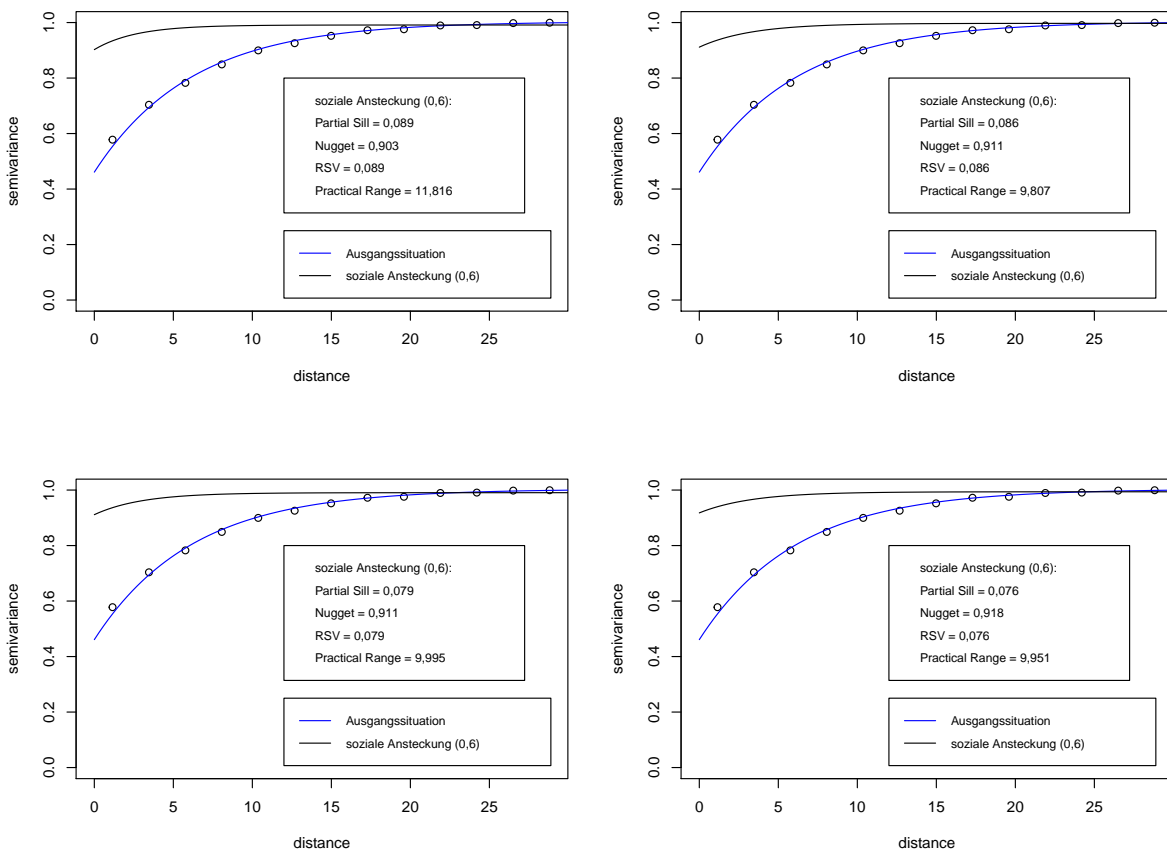 semivariance
1.0
0.8
0.6
0.4
0.2
0.0
soziale Ansteckung (0,6):
Partial Sill = 0,089
Nugget = 0,903
RSV = 0,089
Practical Range = 11,816
Ausgangssituation
soziale Ansteckung (0,6)
0 5 10 15 20 25
distance
semivariance
1.0
0.8
0.6
0.4
0.2
0.0
soziale Ansteckung (0,6):
Partial Sill = 0,086
Nugget = 0,911
RSV = 0,086
Practical Range = 9,807
Ausgangssituation
soziale Ansteckung (0,6)
0 5 10 15 20 25
distance
semivariance
1.0
0.8
0.6
0.4
0.2
0.0
soziale Ansteckung (0,6):
Partial Sill = 0,079
Nugget = 0,911
RSV = 0,079
Practical Range = 9,995
Ausgangssituation
soziale Ansteckung (0,6)
0 5 10 15 20 25
distance
semivariance
1.0
0.8
0.6
0.4
0.2
0.0
soziale Ansteckung (0,6):
Partial Sill = 0,076
Nugget = 0,918
RSV = 0,076
Practical Range = 9,951
Ausgangssituation
soziale Ansteckung (0,6)
0 5 10 15 20 25
distance